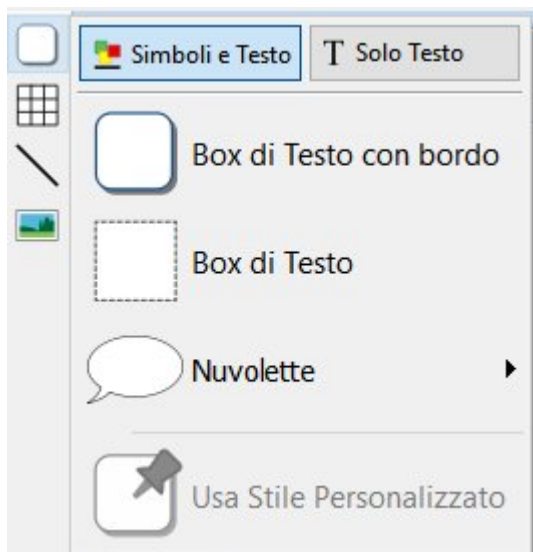 Simboli e Testo
T Solo Testo
Box di Testo con bordo
Box di Testo
Nuvolette
Usa Stile Personalizzato